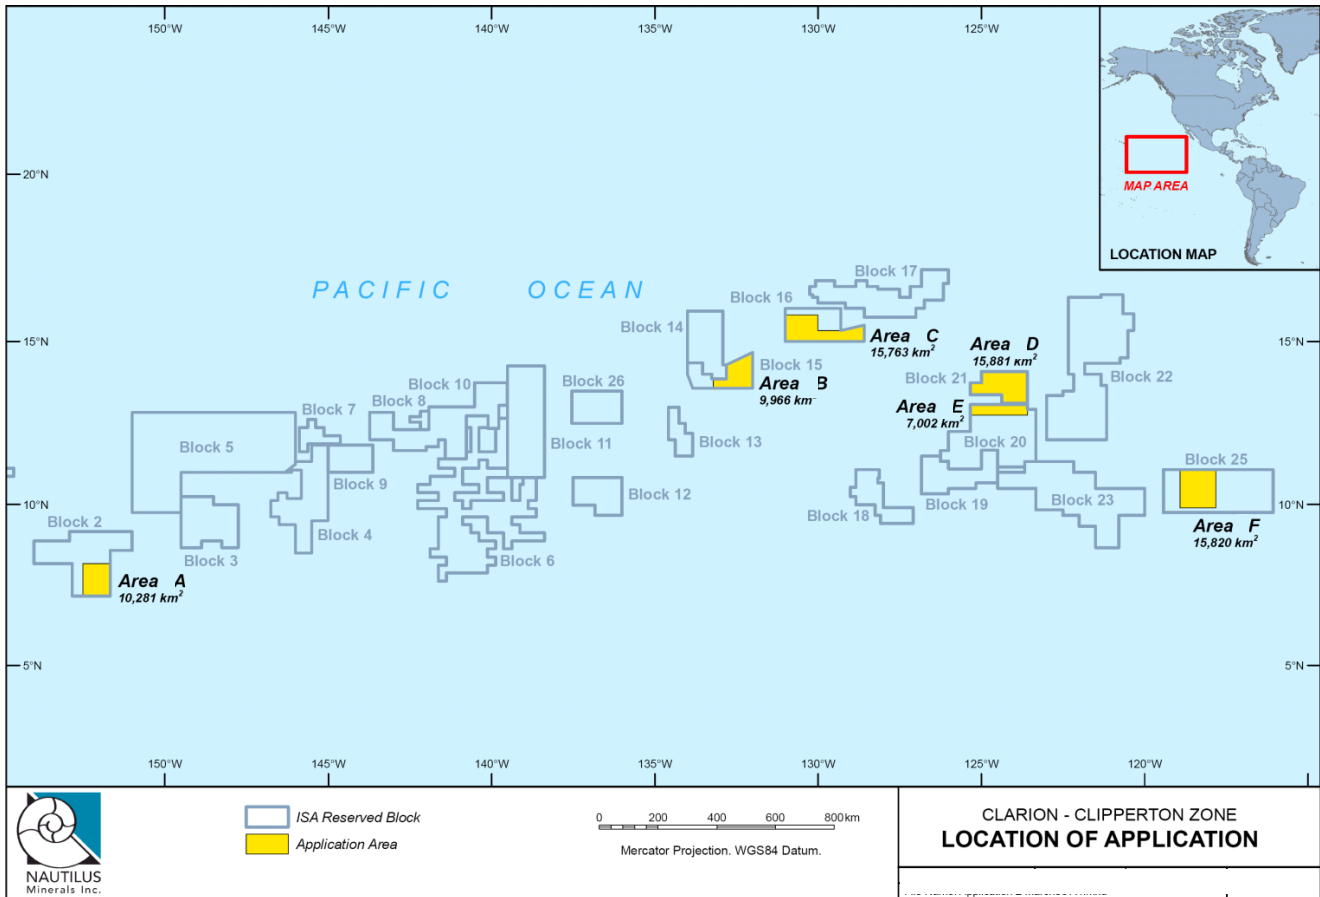 150°W 145°W 140°W 135°W 130°W 125°W
20°N
MAP AREA
LOCATION MAP
PACIFIC OCEAN
Block 17
Block 16
Block 14
Area C
15,763 km²
15°N
15°N
Area D
15,881 km²
Block 15
Area B
9,966 km
Block 10
Block 26
Block 21
Block 22
Block 7
Block 8
Area E
7,002 km²
Block 5
Block 11
Block 13
Block 20
Block 9
Block 25
Block 12
10°N
10°N
Block 2
Block 4
Block 18
Block 19
Block 23
Area F
15,820 km²
Block 3
Block 6
Area A
10,281 km²
5°N
5°N
150°W 145°W 140°W 135°W 130°W 125°W 120°W
NAUTILUS
Minerals Inc.
ISA Reserved Block
Application Area
0 200 400 600 800km
Mercator Projection. WGS84 Datum.
CLARION - CLIPPERTON ZONE
LOCATION OF APPLICATION